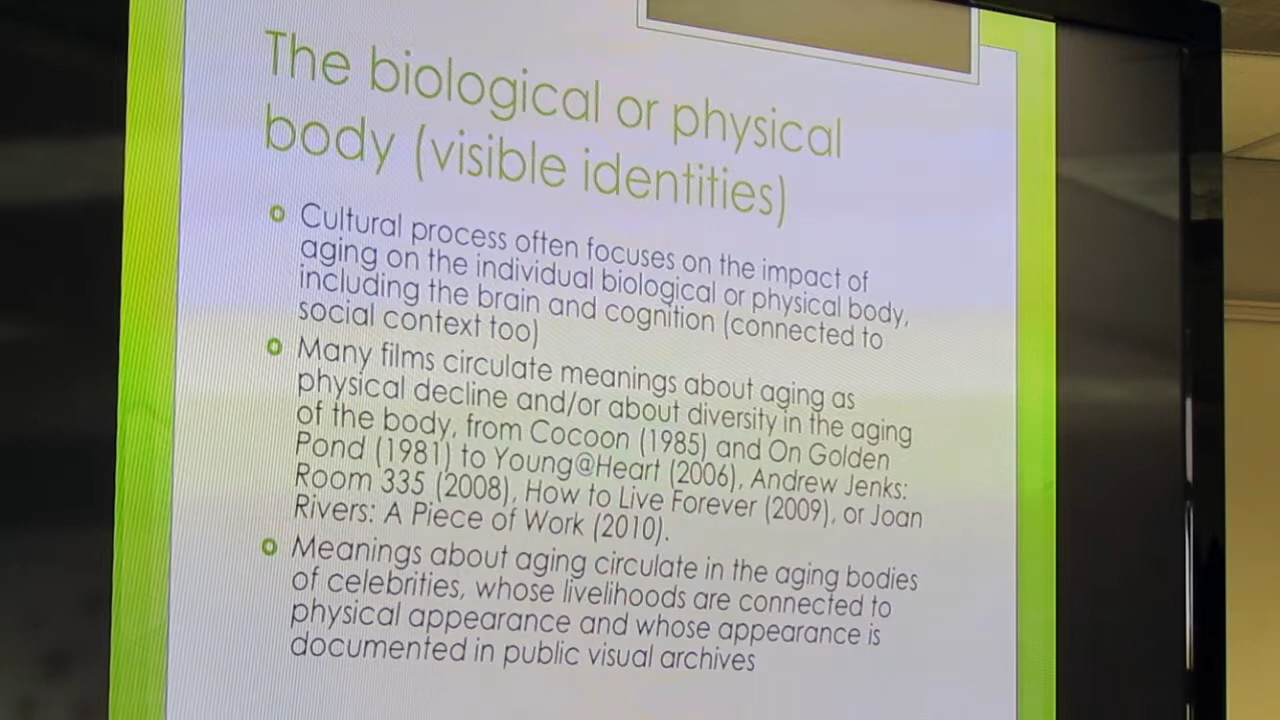 The biological or physical
body (visible identities)
Cultural process often focuses on the impact of
aging on the individual biological or physical body,
including the brain and cognition (connected to
social context too)
Many films circulate meanings about aging as
physical decline and/or about diversity in the aging
of the body, from Cocoon (1985) and On Golden
Pond (1981) to Young@Heart (2006), Andrew Jenks:
Room 335 (2008), How to Live Forever (2009), or Joan
Rivers: A Piece of Work (2010).
Meanings about aging circulate in the aging bodies
of celebrities, whose livelihoods are connected to
physical appearance and whose appearance is
documented in public visual archives